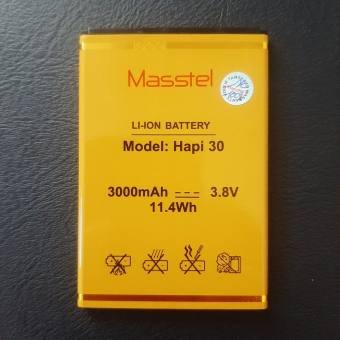 Masstel
LI-ION BATTERY
Model: Hapi 30
3000mAh --- 3.8V
11.4Wh